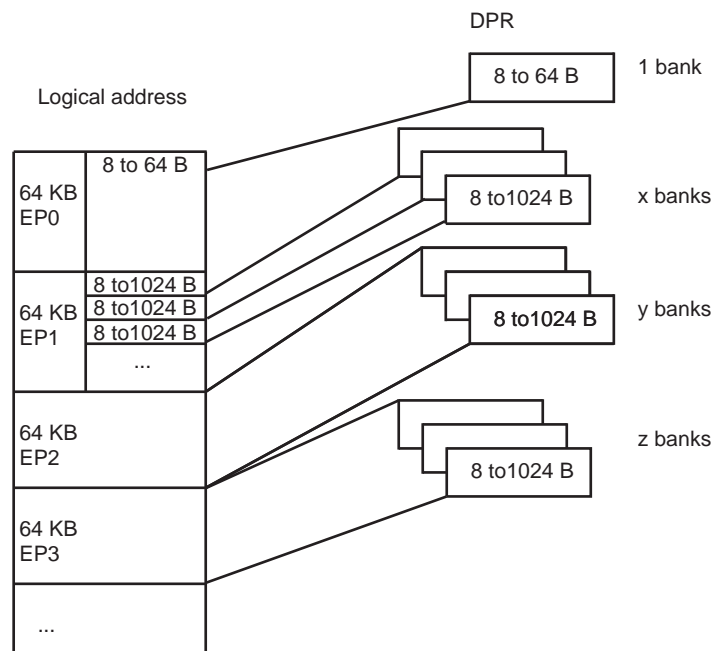 DPR
1 bank
8 to 64 B
Logical address
8 to 64 B
64 KB
EP0
8 to1024 B
x banks
8 to1024 B
8 to1024 B
8 to1024 B
64 KB
EP1
...
8 to1024 B
y banks
64 KB
EP2
z banks
8 to1024 B
64 KB
EP3
...